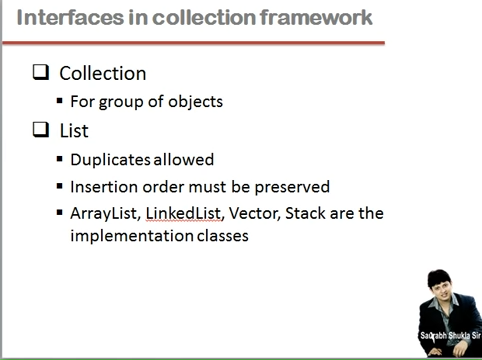 Interfaces in collection framework
Collection
For group of objects
List
Duplicates allowed
Insertion order must be preserved
ArrayList, LinkedList, Vector, Stack are the
implementation classes
Saurabh Shukla Sir